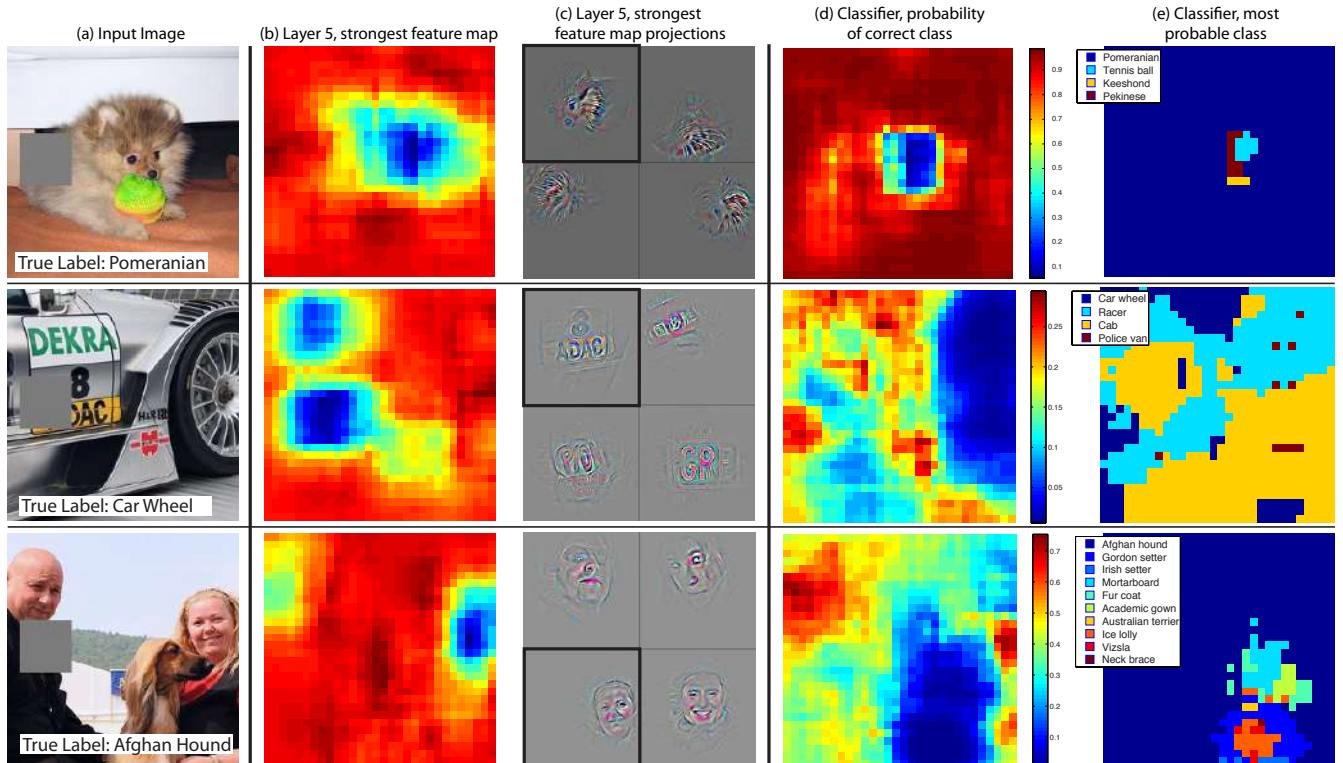 (a) Input Image
(b) Layer 5, strongest feature map
(c) Layer 5, strongest
feature map projections
(d) Classifier, probability
of correct class
(e) Classifier, most
probable class
True Label: Pomeranian
0.9
0.8
0.7
0.6
0.5
0.4
0.3
0.2
0.1
Pomeranian
Tennis ball
Keeshond
Pekinese
DEKRA
8
ADAC
True Label: Car Wheel
ADAC
0.25
0.2
0.15
0.1
0.05
Car wheel
Racer
Cab
Police van
True Label: Afghan Hound
0.7
0.6
0.5
0.4
0.3
0.2
0.1
Afghan hound
Gordon setter
Irish setter
Mortarboard
Fur coat
Academic gown
Australian terrier
Ice lolly
Vizsla
Neck brace